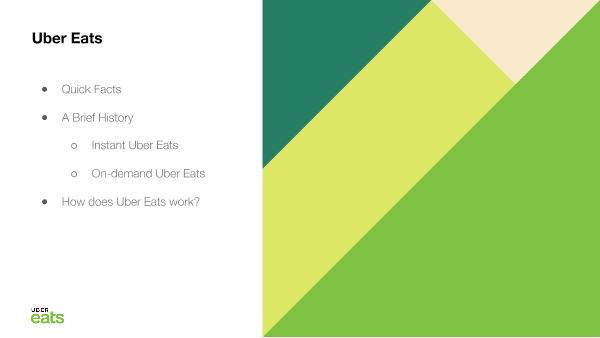 Uber Eats
● Quick Facts
● A Brief History
○ Instant Uber Eats
○ On-demand Uber Eats
● How does Uber Eats work?
UBER
eats